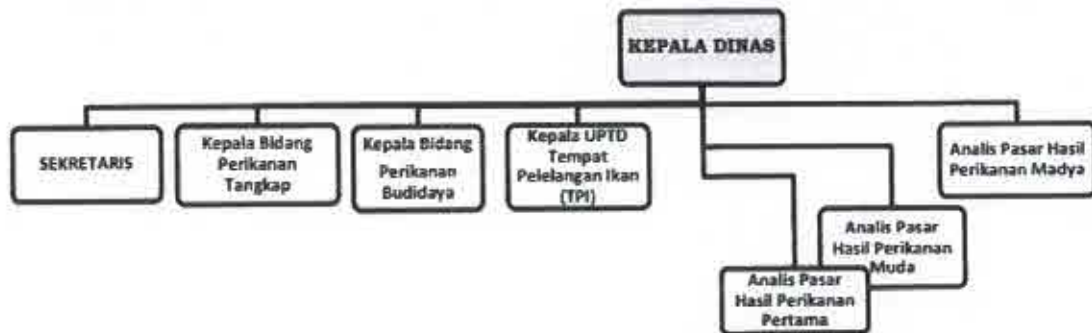 KEPALA DINAS
SEKRETARIS
Kepala Bidang
Perikanan
Tangkap
Kepala Bidang
Perikanan
Budidaya
Kepala UPTD
Tempat
Pelelangan Ikan
(TPI)
Analis Pasar Hasil
Perikanan Madya
Analis Pasar
Hasil Perikanan
Muda
Analis Pasar
Hasil Perikanan
Pertama